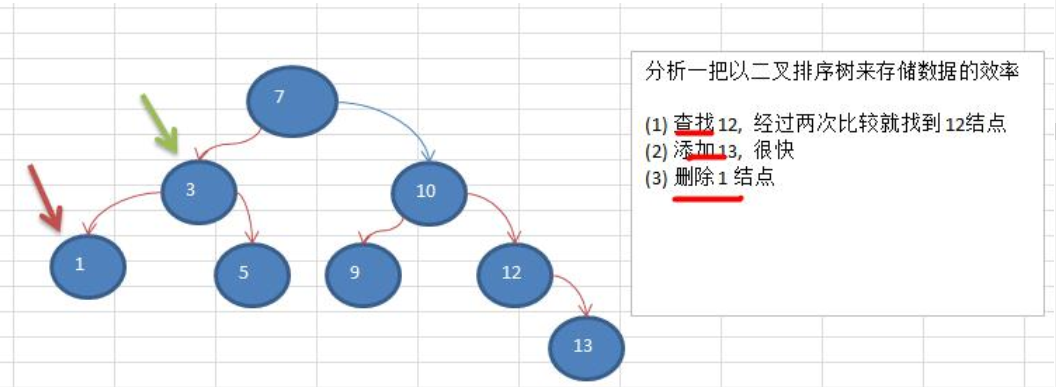 7
3
10
1
5
9
12
13
分析一把以二叉排序树来存储数据的效率
(1) 查找12, 经过两次比较就找到12结点
(2) 添加13, 很快
(3) 删除1 结点